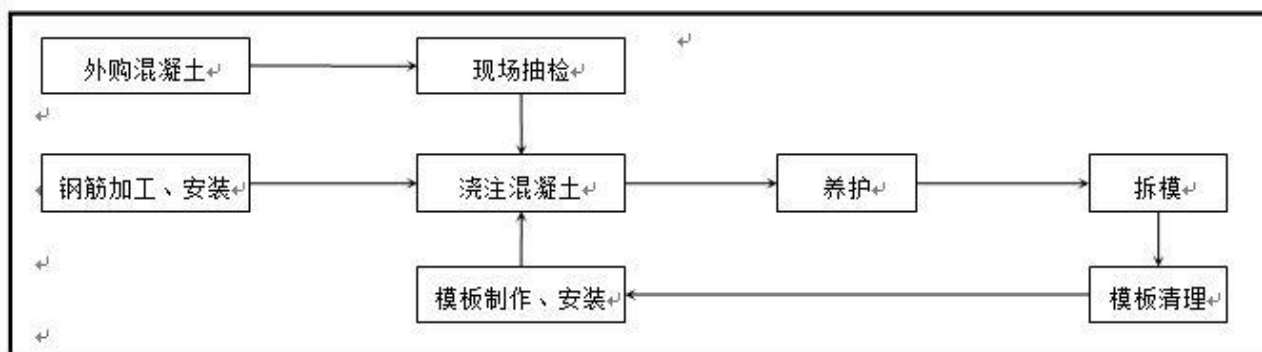 外购混凝土
现场抽检
钢筋加工、安装
浇注混凝土
养护
拆模
模板制作、安装
模板清理